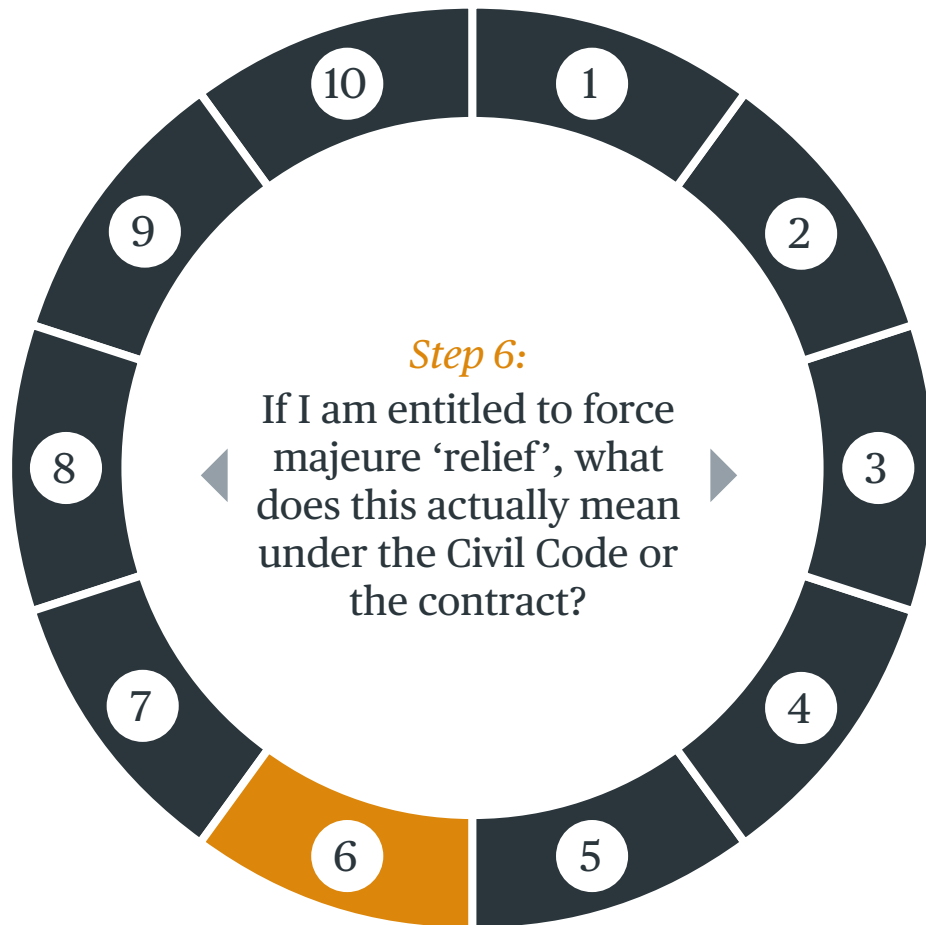 10
1
9
2
Step 6:
If I am entitled to force
majeure ‘relief’, what
does this actually mean
under the Civil Code or
the contract?
8
3
7
4
6
5